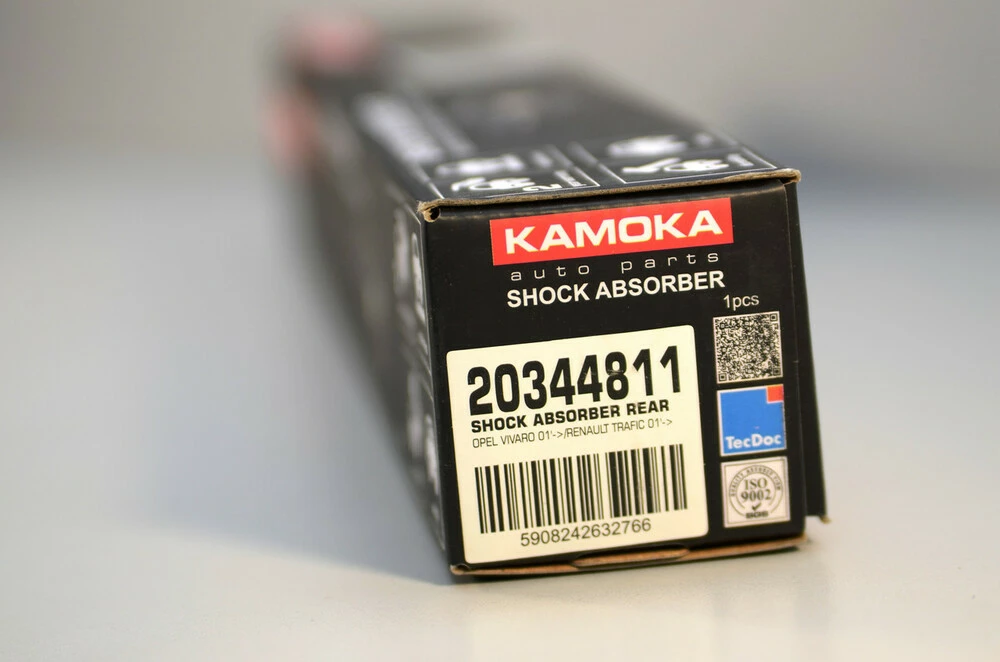 KAMOKA
auto parts
SHOCK ABSORBER
1pcs
20344811
SHOCK ABSORBER REAR
OPEL VIVARO 01'->/RENAULT TRAFIC 01'->
5908242632766
TecDoc
ISO
9002
SGS